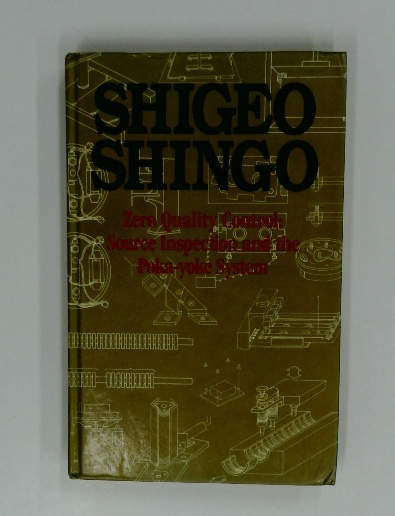 SHIGEO
SHINGO
Zero Quality Control:
Source Inspection and the
Poka-yoke System